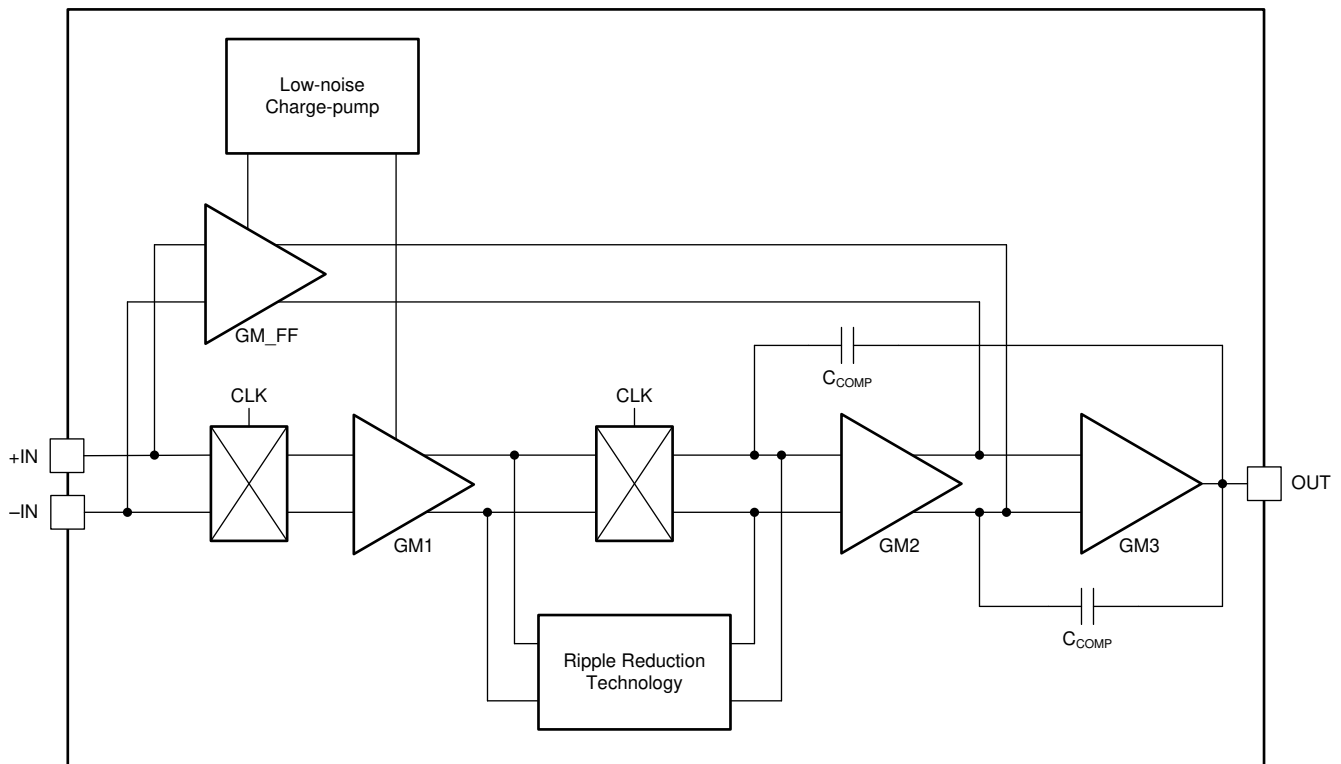 Low-noise
Charge-pump
GM_FF
CCOMP
CLK
CLK
+IN
–IN
OUT
GM1
GM2
GM3
CCOMP
Ripple Reduction
Technology